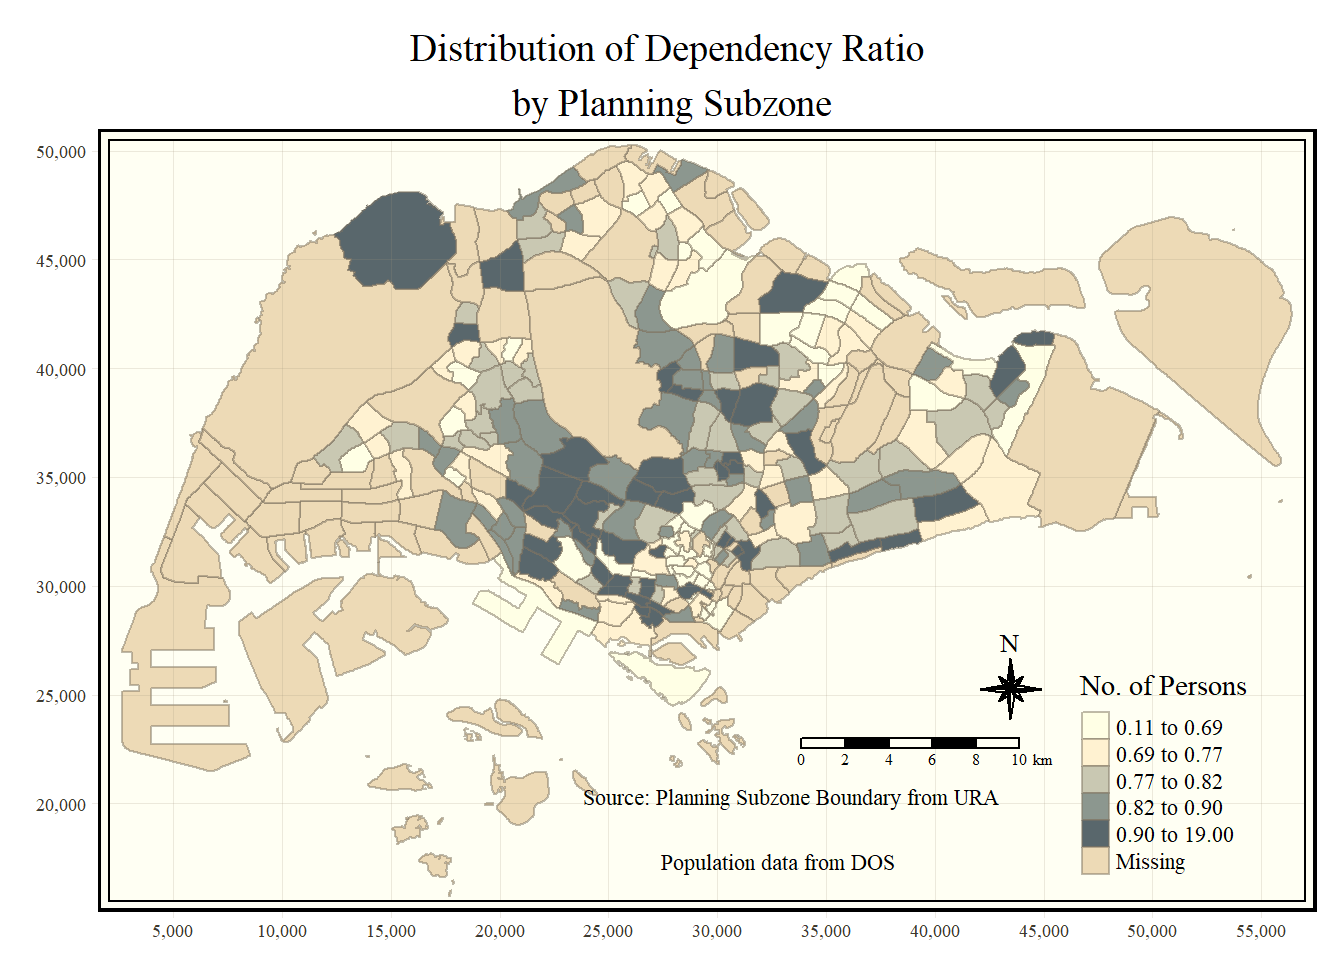 Distribution of Dependency Ratio
by Planning Subzone
50,000
45,000
40,000
35,000
30,000
25,000
20,000
N
No. of Persons
0.11 to 0.69
0.69 to 0.77
0.77 to 0.82
0.82 to 0.90
0.90 to 19.00
Missing
0 2 4 6 8 10 km
Source: Planning Subzone Boundary from URA
Population data from DOS
5,000 10,000 15,000 20,000 25,000 30,000 35,000 40,000 45,000 50,000 55,000